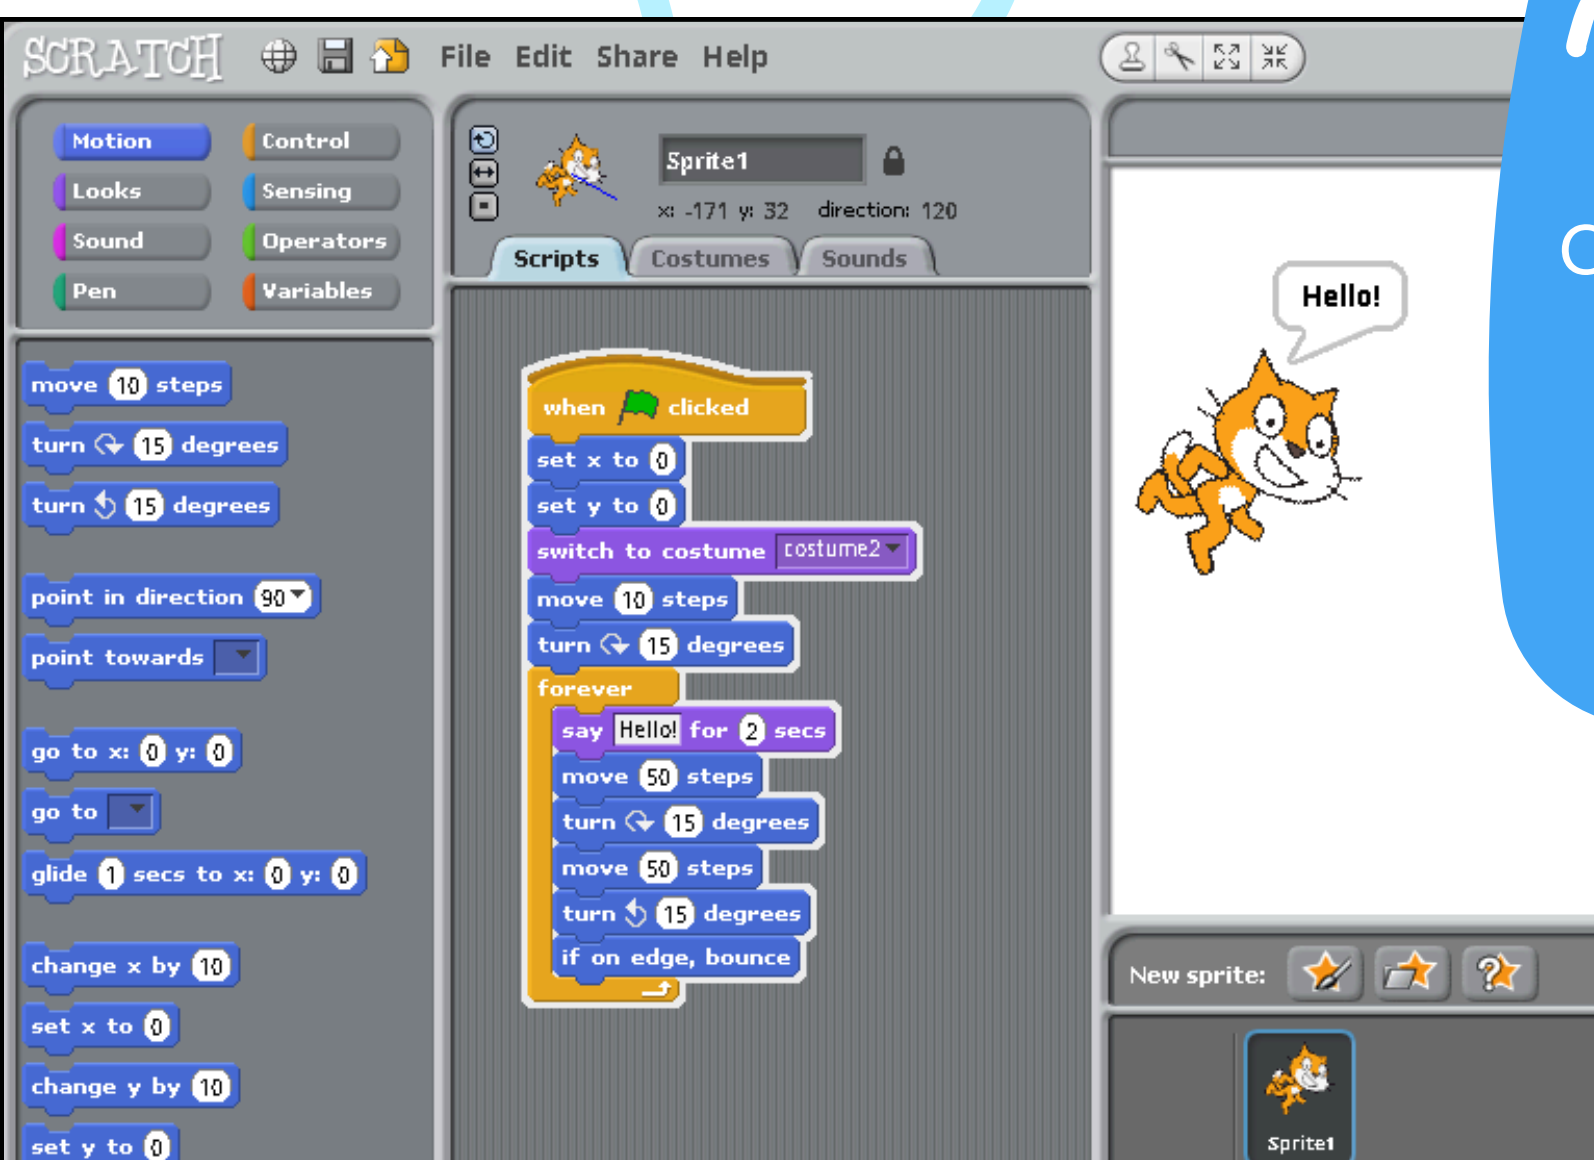 SCRATCH File Edit Share Help
Motion Control
Looks Sensing
Sound Operators
Pen Variables
move 10 steps
turn 15 degrees
turn 15 degrees
point in direction 90
point towards
go to x: 0 y: 0
go to
glide 1 secs to x: 0 y: 0
change x by 10
set x to 0
change y by 10
set y to 0
Sprite1
x: -171 y: 32 direction: 120
Scripts Costumes Sounds
when clicked
set x to 0
set y to 0
switch to costume costume2
move 10 steps
turn 15 degrees
forever
say Hello! for 2 secs
move 50 steps
turn 15 degrees
move 50 steps
turn 15 degrees
if on edge, bounce
Hello!
New sprite:
Sprite1